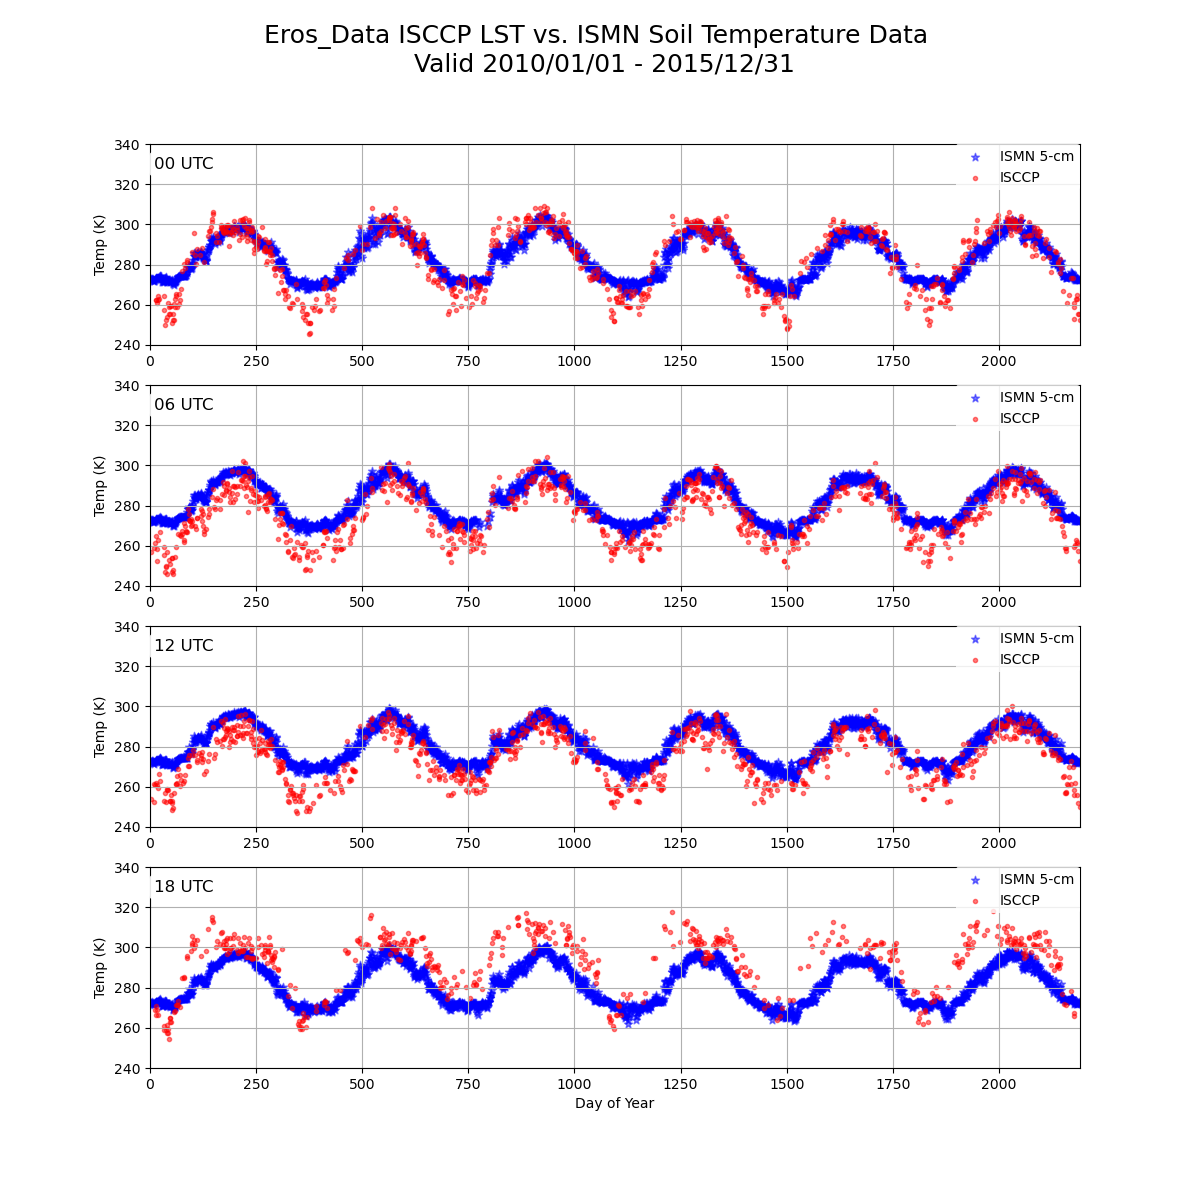 Eros_Data ISCCP LST vs. ISMN Soil Temperature Data
Valid 2010/01/01 - 2015/12/31
340
320
300
280
260
240
Temp (K)
00 UTC
ISMN 5-cm
ISCCP
0 250 500 750 1000 1250 1500 1750 2000
340
320
300
280
260
240
Temp (K)
06 UTC
ISMN 5-cm
ISCCP
0 250 500 750 1000 1250 1500 1750 2000
340
320
300
280
260
240
Temp (K)
12 UTC
ISMN 5-cm
ISCCP
0 250 500 750 1000 1250 1500 1750 2000
340
320
300
280
260
240
Temp (K)
18 UTC
ISMN 5-cm
ISCCP
0 250 500 750 1000 1250 1500 1750 2000
Day of Year